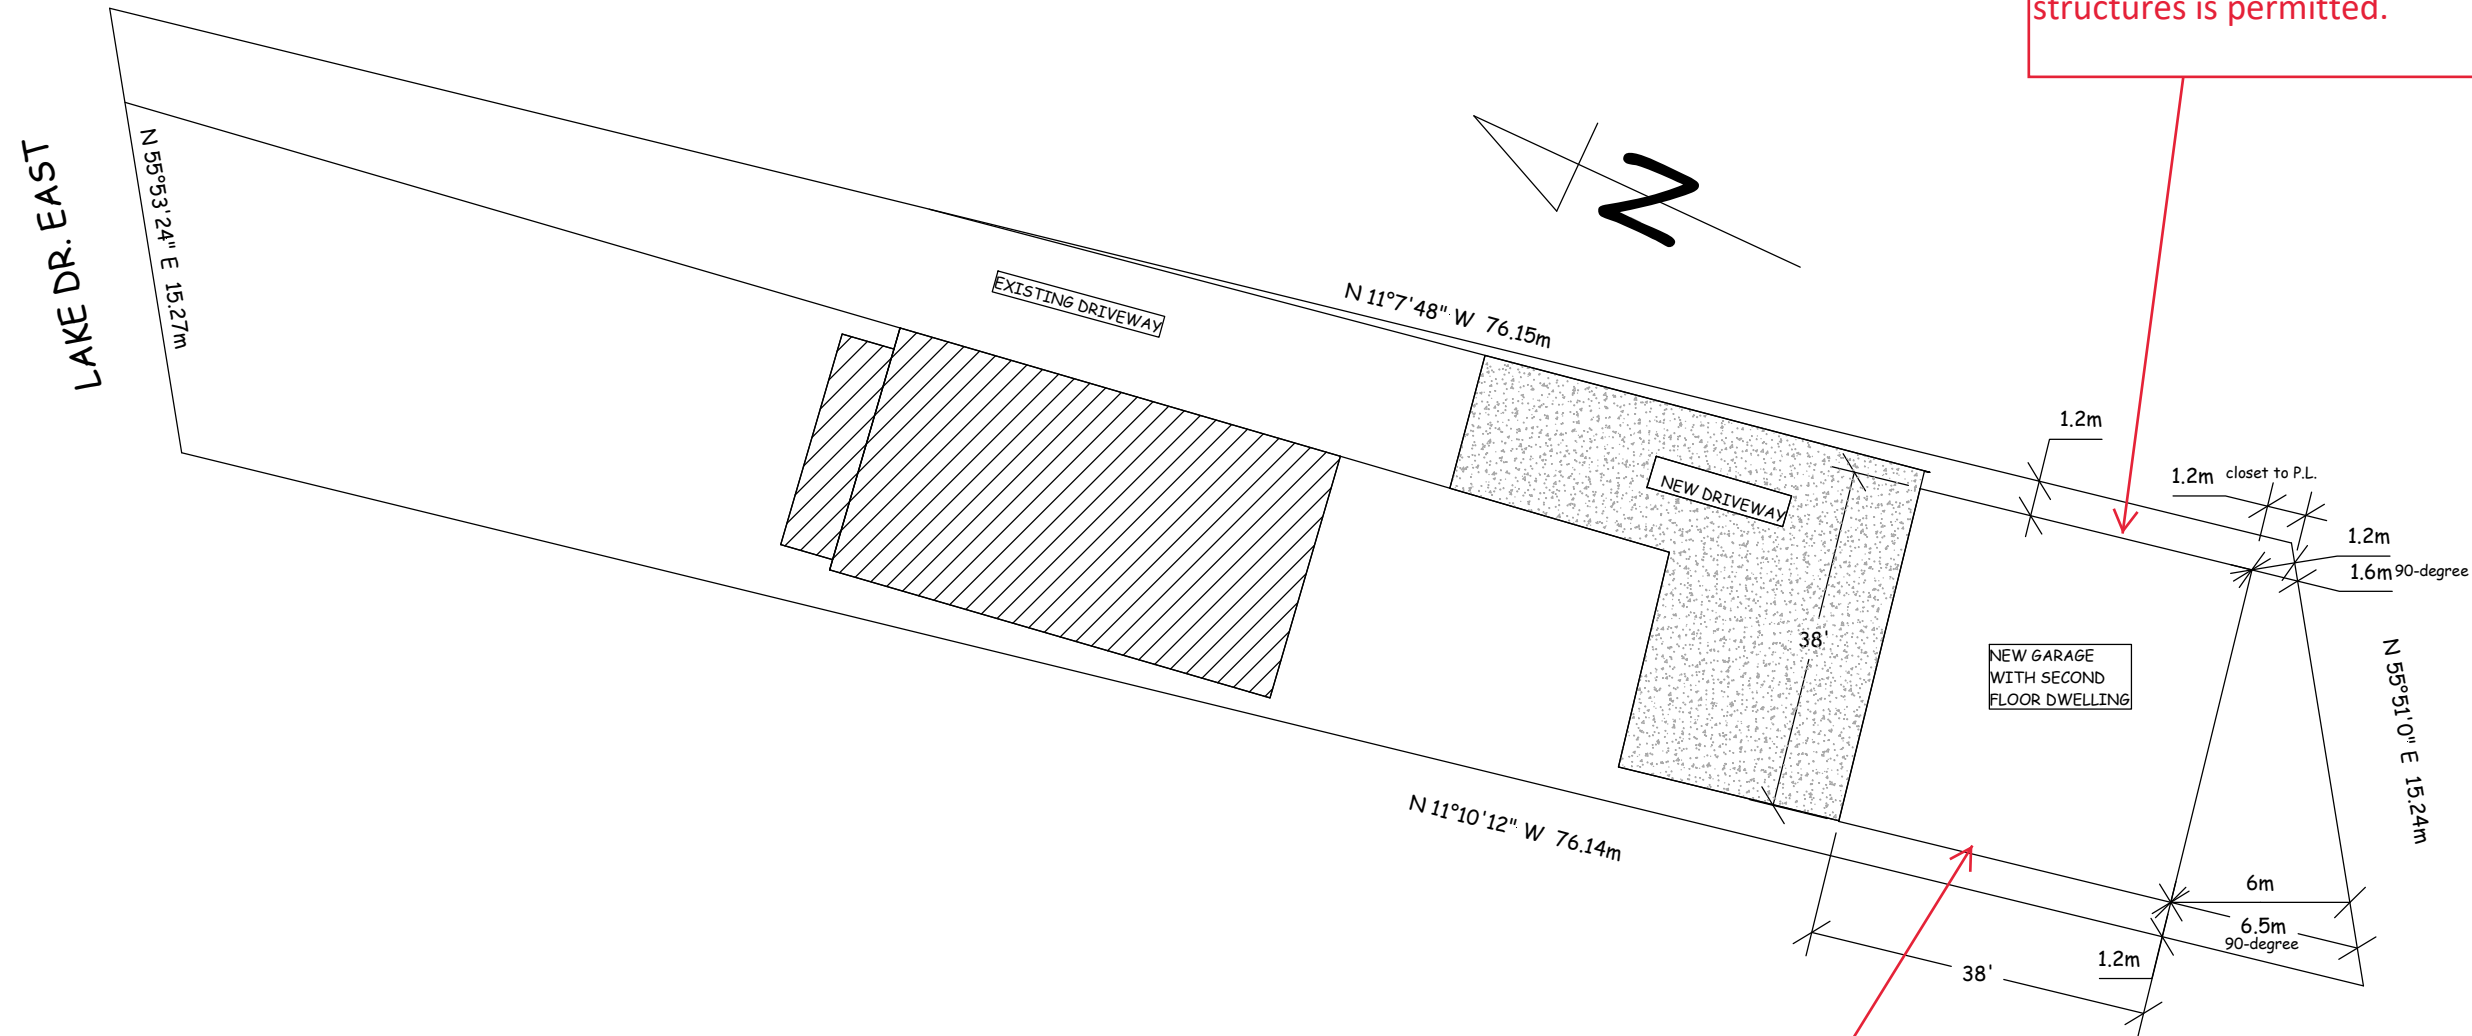 structures is permitted.
LAKE DR. EAST
N 55°53'24" E 15.27m
EXISTING DRIVEWAY
N
N 11°7'48" W 76.15m
NEW DRIVEWAY
38'
1.2m
1.2m closet to P.L.
1.2m
1.6m 90-degree
NEW GARAGE
WITH SECOND
FLOOR DWELLING
N 55°51'0" E 15.24m
N 11°10'12" W 76.14m
6m
6.5m
90-degree
1.2m
38'